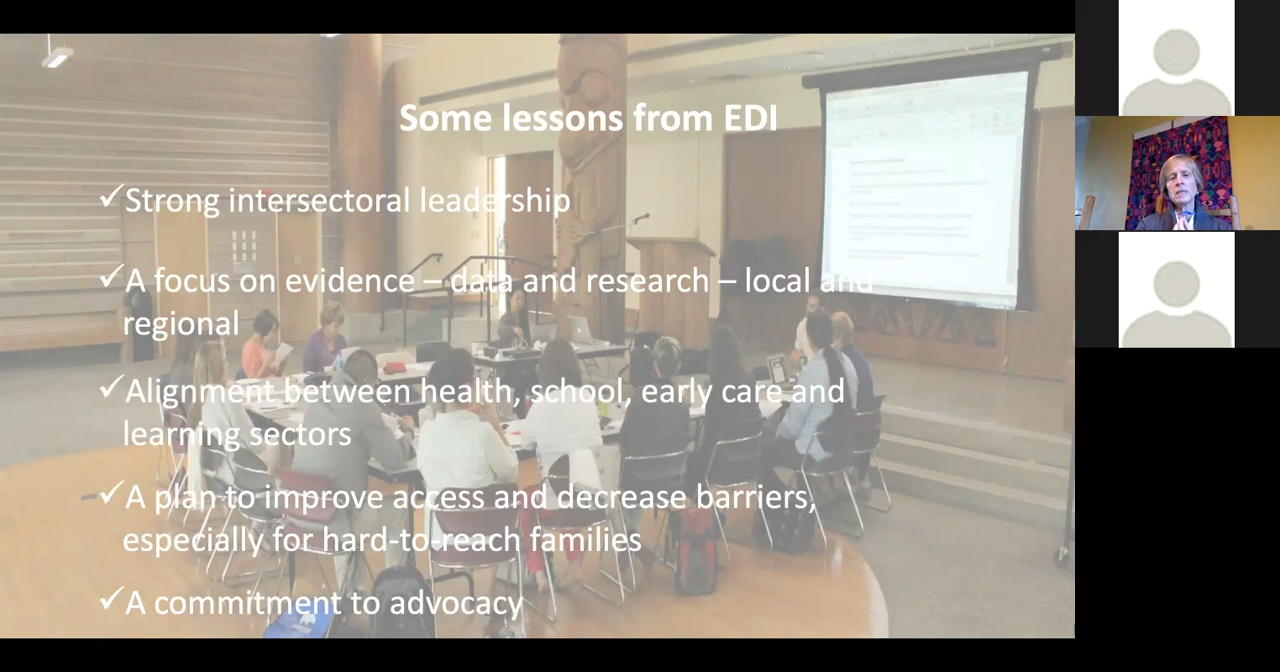 Some lessons from EDI
✓Strong intersectoral leadership
✓A focus on evidence – data and research – local and
regional
✓Alignment between health, school, early care and
learning sectors
✓A plan to improve access and decrease barriers,
especially for hard-to-reach families
✓A commitment to advocacy